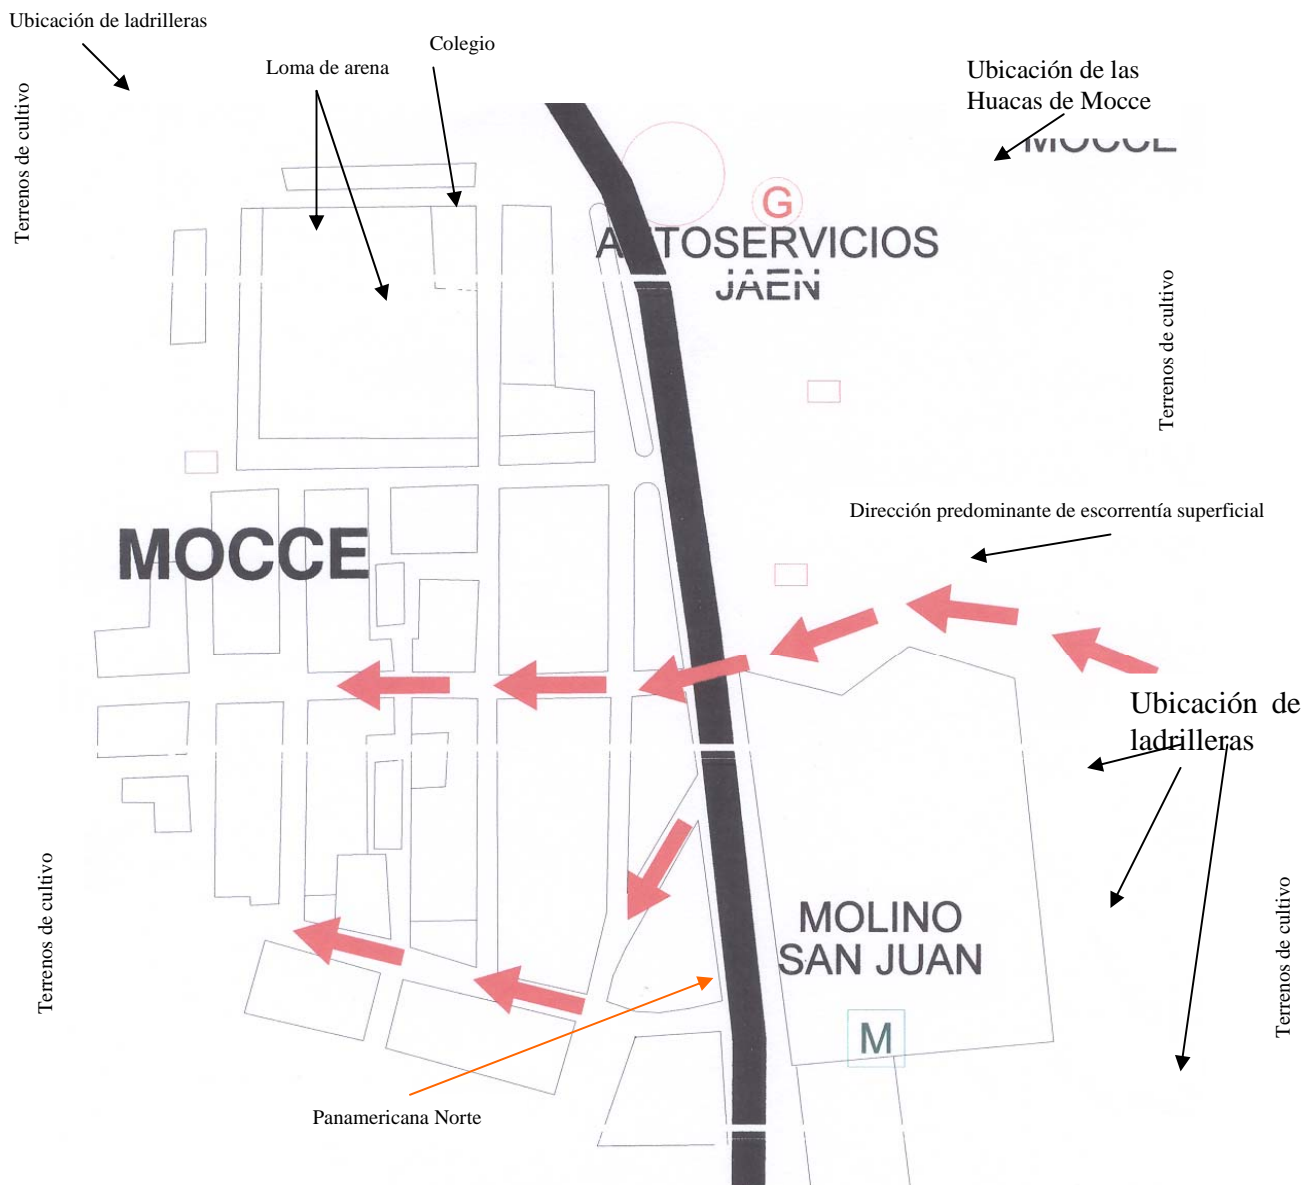 Ubicación de ladrilleras
Colegio
Loma de arena
Ubicación de las
Huacas de Mocce
MOCCE
Terrenos de cultivo
G
AUTOSERVICIOS
JAEN
Terrenos de cultivo
Dirección predominante de escorrentía superficial
MOCCE
Ubicación de
ladrilleras
Terrenos de cultivo
MOLINO
SAN JUAN
Terrenos de cultivo
M
Panamericana Norte